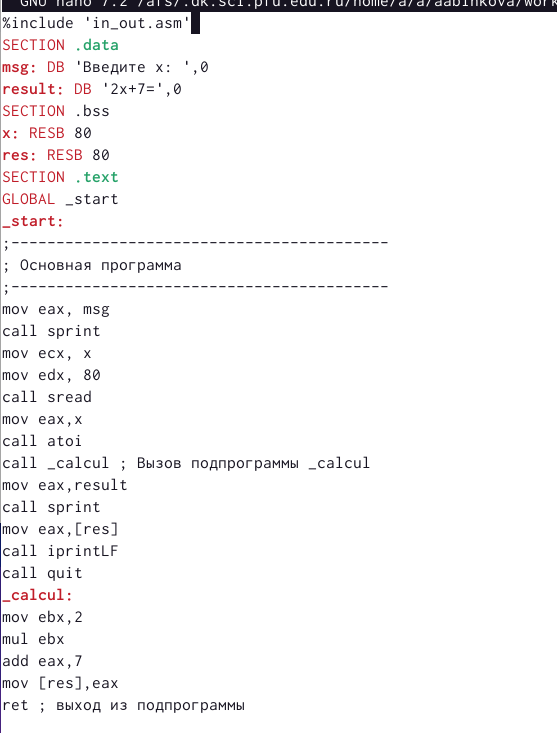 GNU nano 7.2 /afs/.dk.sci.pfu.edu.ru/home/a/a/aabinkova/work
%include 'in_out.asm'
SECTION .data
msg: DB 'Введите x: ',0
result: DB '2x+7=',0
SECTION .bss
x: RESB 80
res: RESB 80
SECTION .text
GLOBAL _start
_start:
;------------------------------------------
; Основная программа
;------------------------------------------
mov eax, msg
call sprint
mov ecx, x
mov edx, 80
call sread
mov eax,x
call atoi
call _calcul ; Вызов подпрограммы _calcul
mov eax,result
call sprint
mov eax,[res]
call iprintLF
call quit
_calcul:
mov ebx,2
mul ebx
add eax,7
mov [res],eax
ret ; выход из подпрограммы